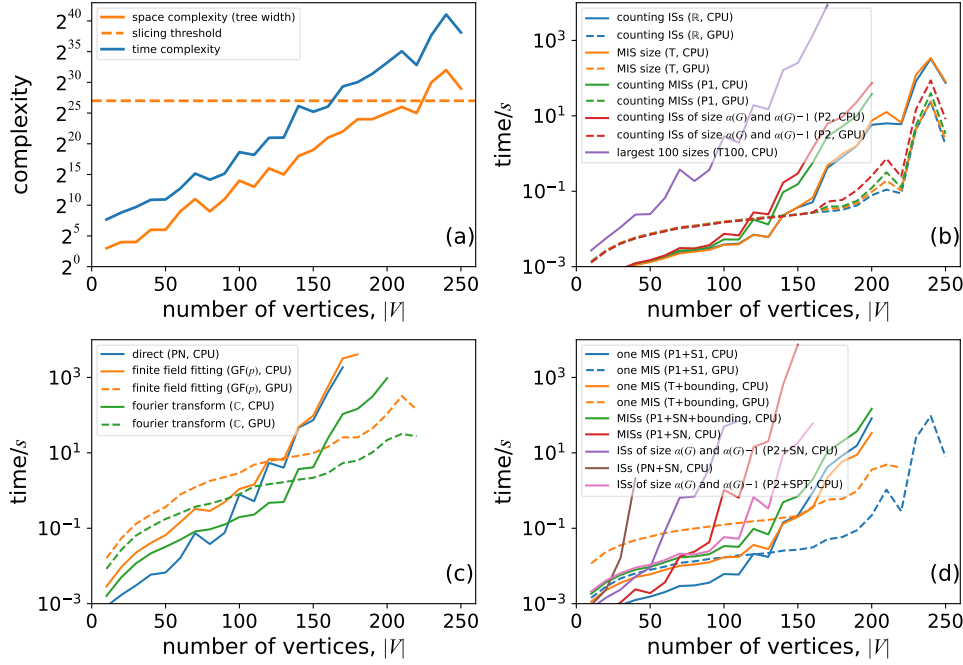 space complexity (tree width)
slicing threshold
time complexity
2^40
2^35
2^30
2^25
2^20
2^15
2^10
2^5
2^0
complexity
0 50 100 150 200 250
number of vertices, |V|
(a)
counting ISs (ℝ, CPU)
counting ISs (ℝ, GPU)
MIS size (T, CPU)
MIS size (T, GPU)
counting MISs (P1, CPU)
counting MISs (P1, GPU)
counting ISs of size α(G) and α(G)−1 (P2, CPU)
counting ISs of size α(G) and α(G)−1 (P2, GPU)
largest 100 sizes (T100, CPU)
10^3
10^1
10^−1
10^−3
time/s
0 50 100 150 200 250
number of vertices, |V|
(b)
direct (PN, CPU)
finite field fitting (GF(p), CPU)
finite field fitting (GF(p), GPU)
fourier transform (ℂ, CPU)
fourier transform (ℂ, GPU)
10^3
10^1
10^−1
10^−3
time/s
0 50 100 150 200 250
number of vertices, |V|
(c)
one MIS (P1+S1, CPU)
one MIS (P1+S1, GPU)
one MIS (T+bounding, CPU)
one MIS (T+bounding, GPU)
MISs (P1+SN+bounding, CPU)
MISs (P1+SN, CPU)
ISs of size α(G) and α(G)−1 (P2+SN, CPU)
ISs (PN+SN, CPU)
ISs of size α(G) and α(G)−1 (P2+SPT, CPU)
10^3
10^1
10^−1
10^−3
time/s
0 50 100 150 200 250
number of vertices, |V|
(d)